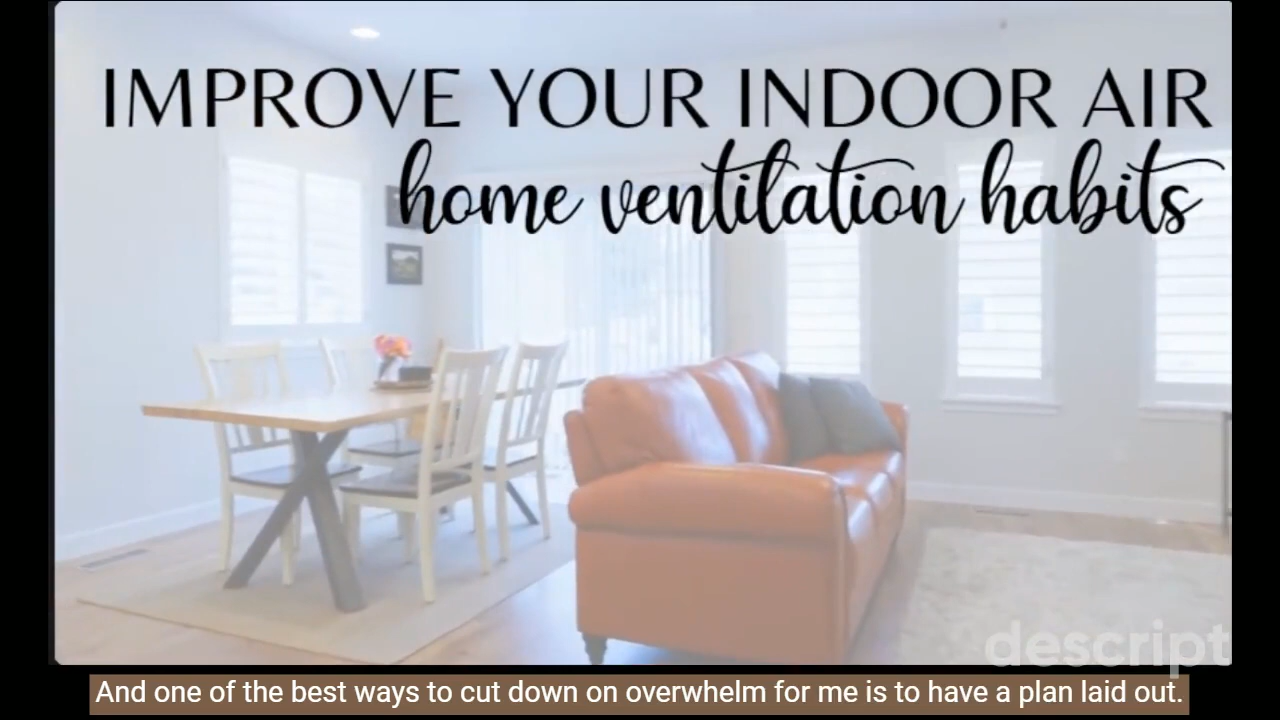 IMPROVE YOUR INDOOR AIR
home ventilation habits
descript
And one of the best ways to cut down on overwhelm for me is to have a plan laid out.